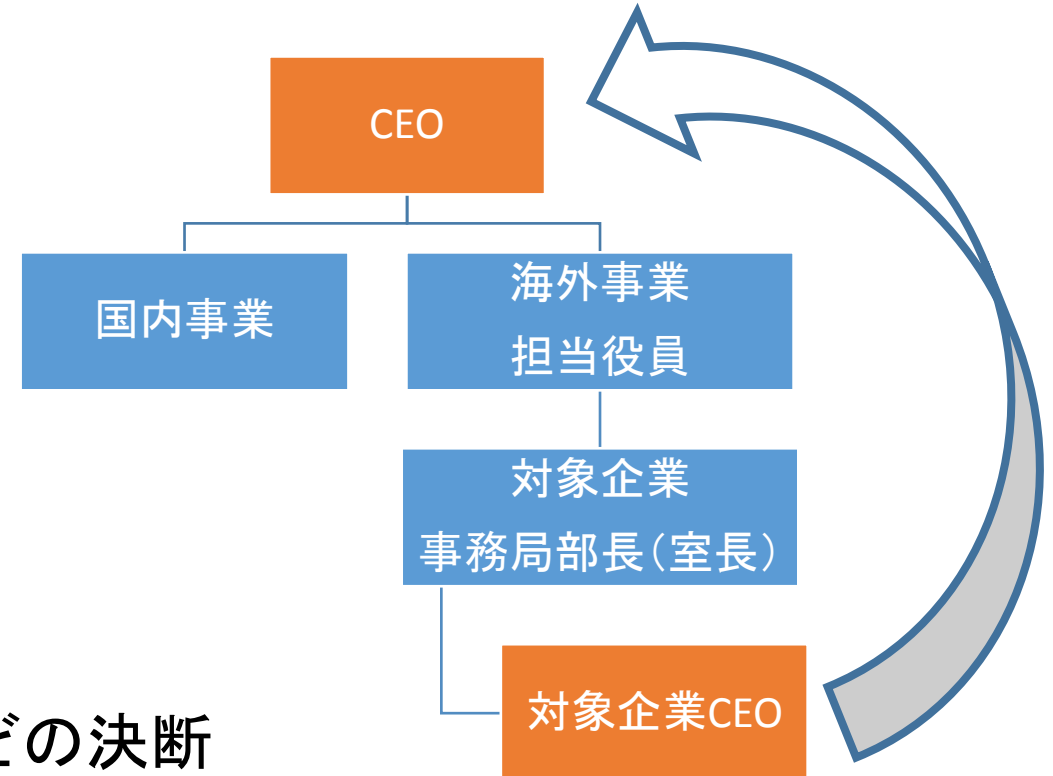 CEO
国内事業
海外事業
担当役員
対象企業
事務局部長（室長）
対象企業CEO
どの決断